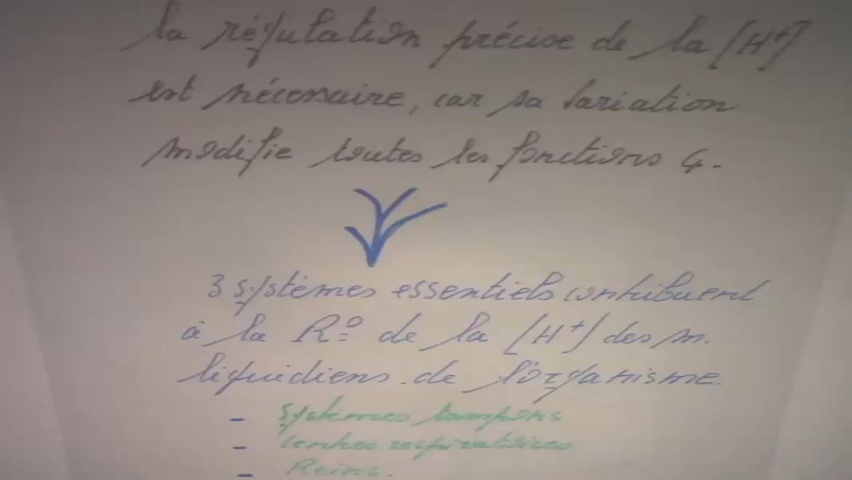 la régulation précise de la [H+]
est nécessaire, car sa variation
modifie toutes les fonctions
3 systèmes essentiels contribuent
à la Rº de la [H+] des m.
liquidiens de l'organisme.
- systèmes tampons
- centres respiratoires
- Reins.